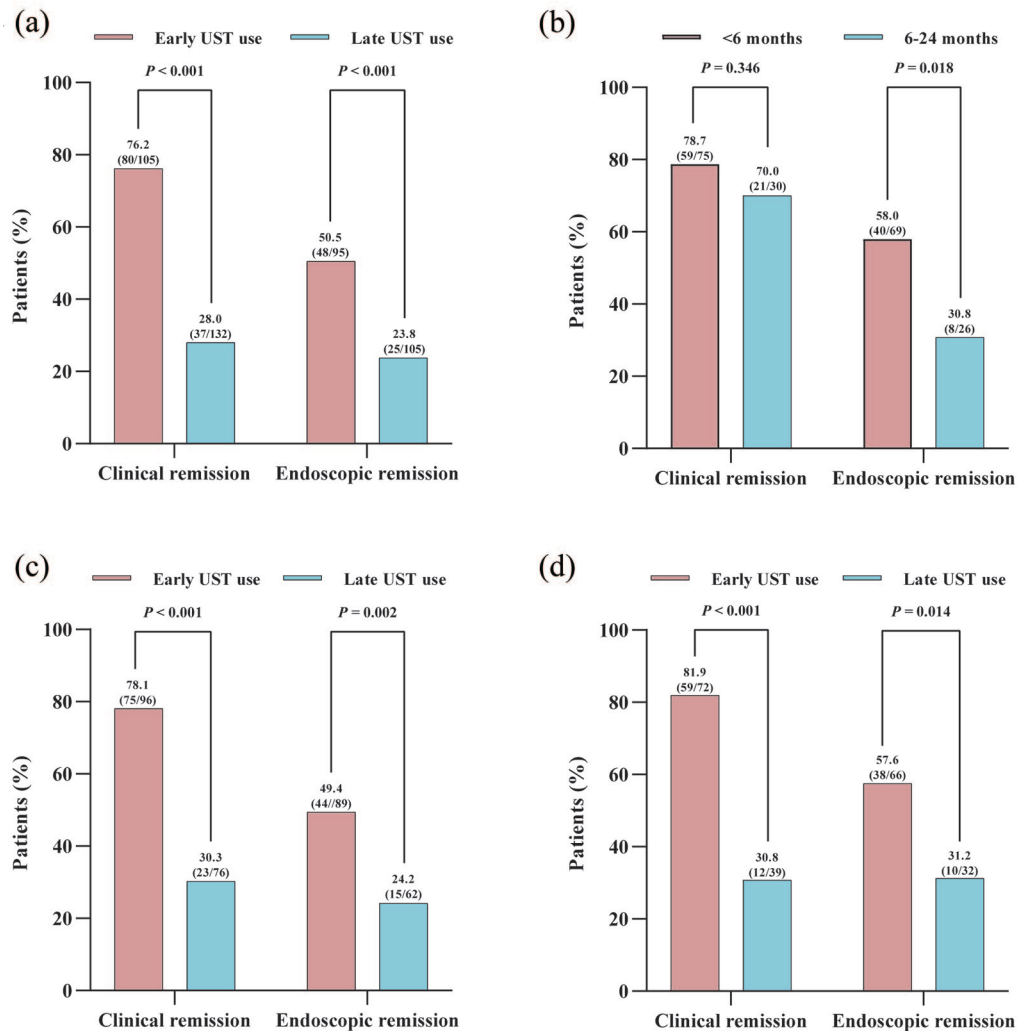 (a)
Early UST use Late UST use
P < 0.001 P < 0.001
Patients (%)
100
80
60
40
20
0
76.2
(80/105)
28.0
(37/132)
50.5
(48/95)
23.8
(25/105)
Clinical remission Endoscopic remission
(b)
<6 months 6-24 months
P = 0.346 P = 0.018
Patients (%)
100
80
60
40
20
0
78.7
(59/75)
70.0
(21/30)
58.0
(40/69)
30.8
(8/26)
Clinical remission Endoscopic remission
(c)
Early UST use Late UST use
P < 0.001 P = 0.002
Patients (%)
100
80
60
40
20
0
78.1
(75/96)
30.3
(23/76)
49.4
(44//89)
24.2
(15/62)
Clinical remission Endoscopic remission
(d)
Early UST use Late UST use
P < 0.001 P = 0.014
Patients (%)
100
80
60
40
20
0
81.9
(59/72)
30.8
(12/39)
57.6
(38/66)
31.2
(10/32)
Clinical remission Endoscopic remission